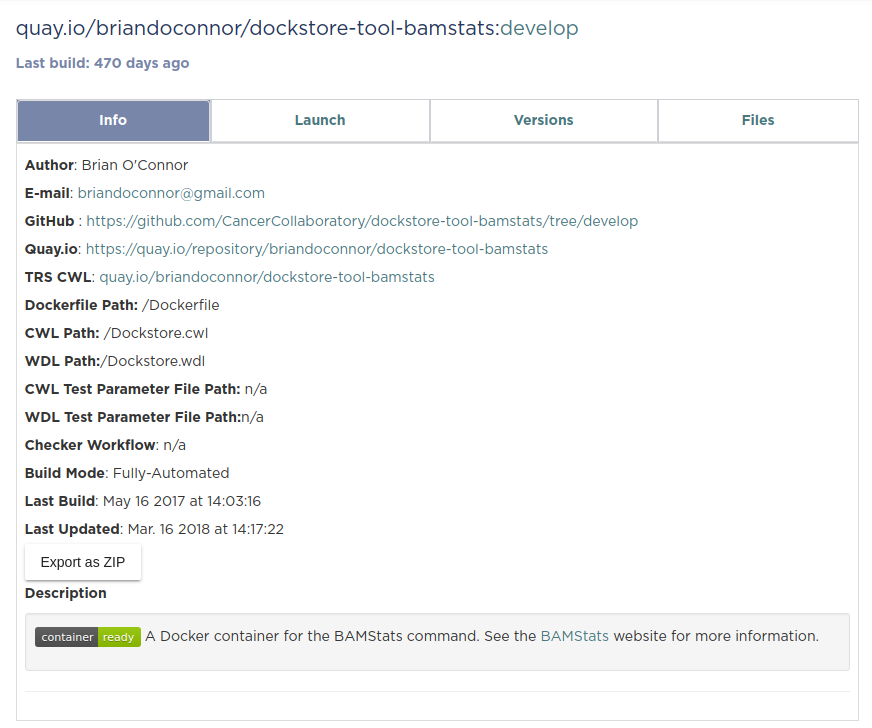 quay.io/briandoconnor/dockstore-tool-bamstats:develop
Last build: 470 days ago
Info Launch Versions Files
Author: Brian O'Connor
E-mail: briandoconnor@gmail.com
GitHub : https://github.com/CancerCollaboratory/dockstore-tool-bamstats/tree/develop
Quay.io: https://quay.io/repository/briandoconnor/dockstore-tool-bamstats
TRS CWL: quay.io/briandoconnor/dockstore-tool-bamstats
Dockerfile Path: /Dockerfile
CWL Path: /Dockstore.cwl
WDL Path:/Dockstore.wdl
CWL Test Parameter File Path: n/a
WDL Test Parameter File Path:n/a
Checker Workflow: n/a
Build Mode: Fully-Automated
Last Build: May 16 2017 at 14:03:16
Last Updated: Mar. 16 2018 at 14:17:22
Export as ZIP
Description
container ready A Docker container for the BAMStats command. See the BAMStats website for more information.